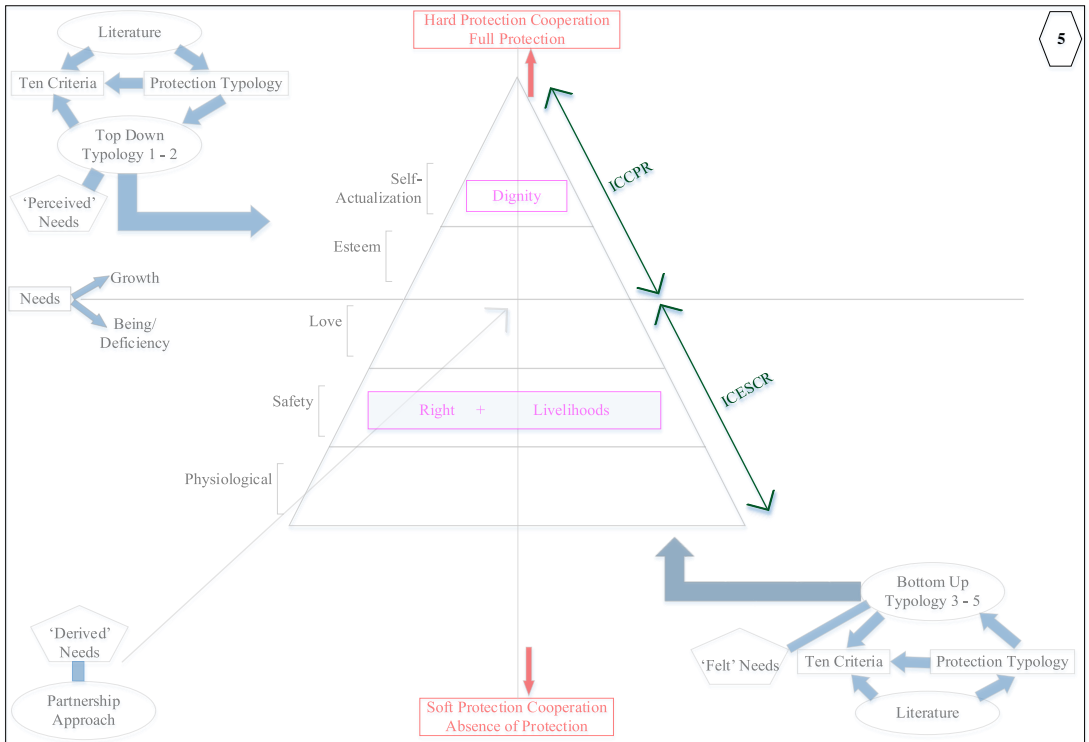 Hard Protection Cooperation
Full Protection
5
Literature
Ten Criteria
Protection Typology
Top Down
Typology 1 - 2
‘Perceived’
Needs
Self-
Actualization
Dignity
ICCPR
Esteem
Needs
Growth
Being/
Deficiency
Love
Safety
Right + Livelihoods
ICESCR
Physiological
‘Derived’
Needs
Partnership
Approach
Bottom Up
Typology 3 - 5
‘Felt’ Needs
Ten Criteria
Protection Typology
Literature
Soft Protection Cooperation
Absence of Protection